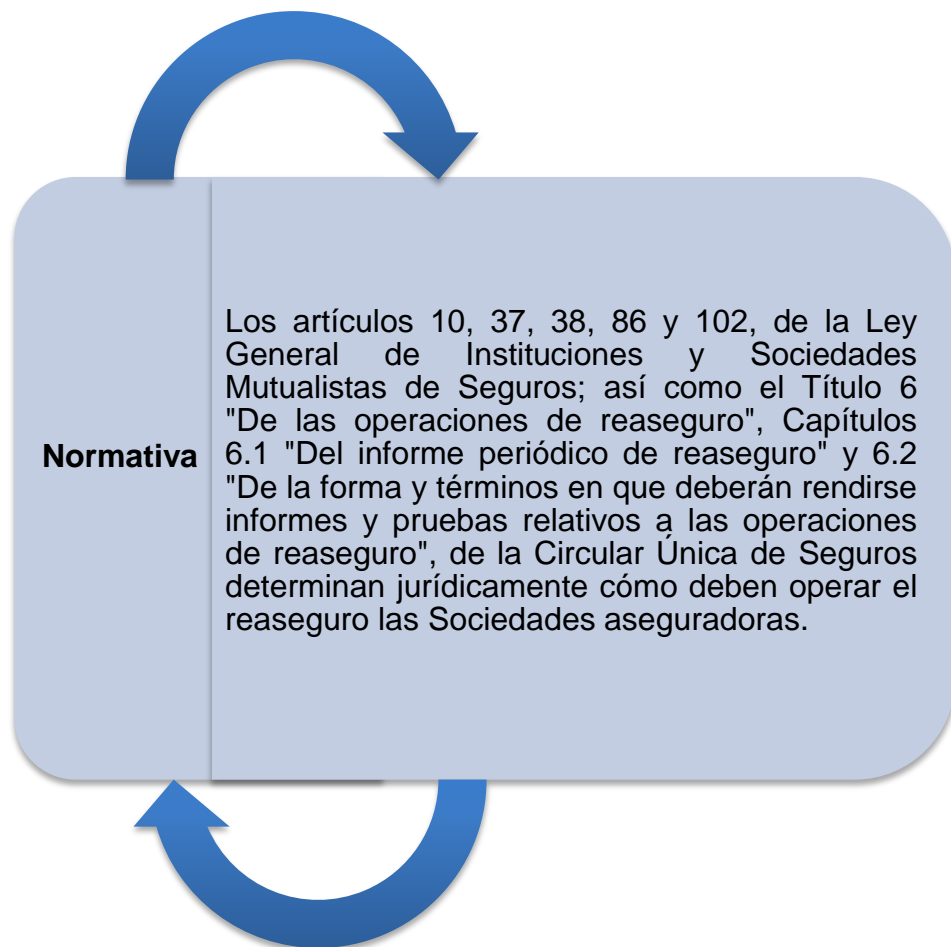 Normativa
Los artículos 10, 37, 38, 86 y 102, de la Ley
General de Instituciones y Sociedades
Mutualistas de Seguros; así como el Título 6
"De las operaciones de reaseguro", Capítulos
6.1 "Del informe periódico de reaseguro" y 6.2
"De la forma y términos en que deberán rendirse
informes y pruebas relativos a las operaciones
de reaseguro", de la Circular Única de Seguros
determinan jurídicamente cómo deben operar el
reaseguro las Sociedades aseguradoras.